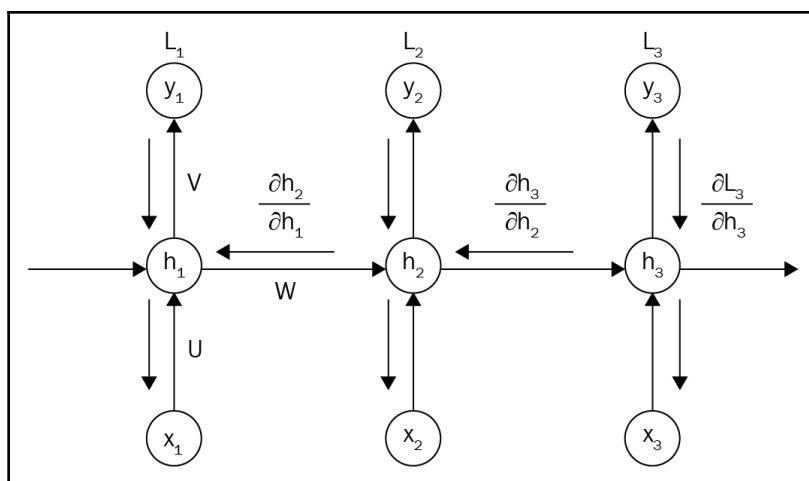 L₁ L₂ L₃
y₁ y₂ y₃
V ∂h₂/∂h₁ ∂h₃/∂h₂ ∂L₃/∂h₃
h₁ h₂ h₃
W
U
x₁ x₂ x₃